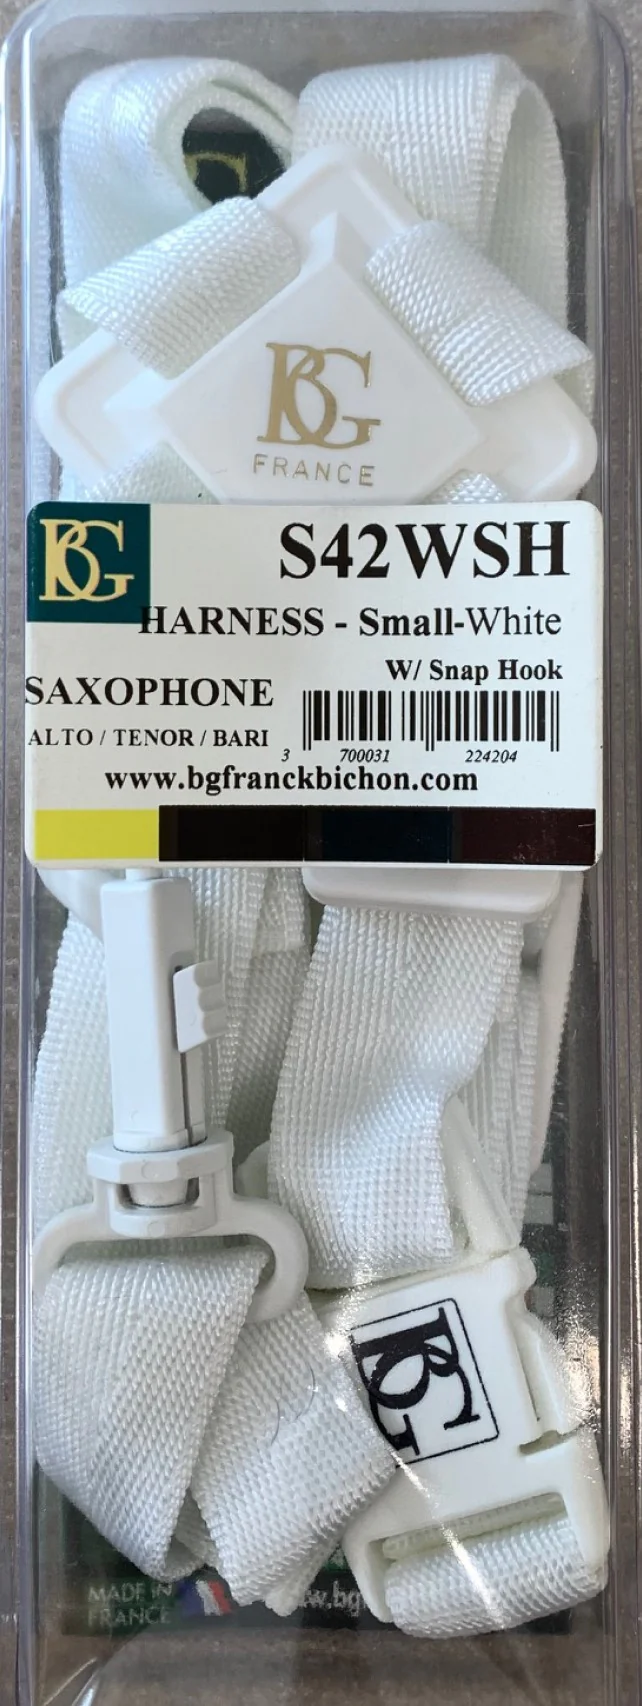 BG
FRANCE
BG
S42WSH
HARNESS - Small-White
W/ Snap Hook
SAXOPHONE
ALTO / TENOR / BARI
3 700031 224204
www.bgfranckbichon.com
BG
MADE IN
FRANCE
w.bg